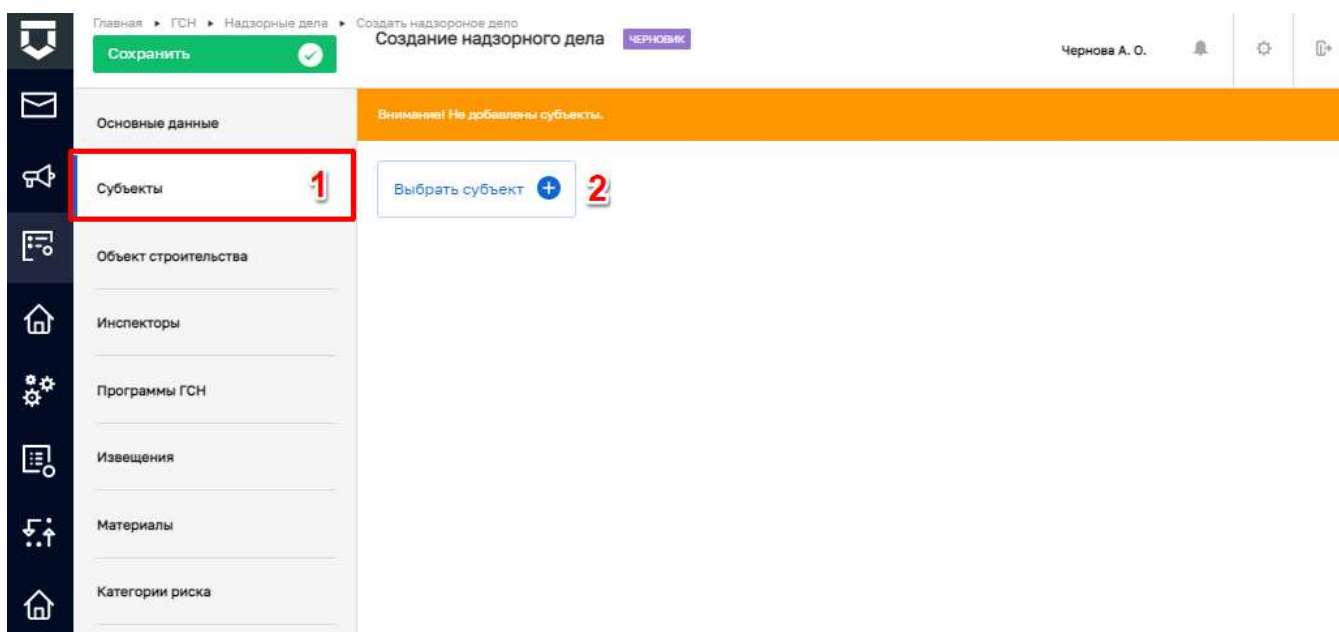 Главная ▸ ГСН ▸ Надзорные дела ▸ Создать надзороное дело
Сохранить
Создание надзорного дела ЧЕРНОВИК
Чернова А. О.
Основные данные
Внимание! Не добавлены субъекты.
Субъекты 1
Выбрать субъект 2
Объект строительства
Инспекторы
Программы ГСН
Извещения
Материалы
Категории риска